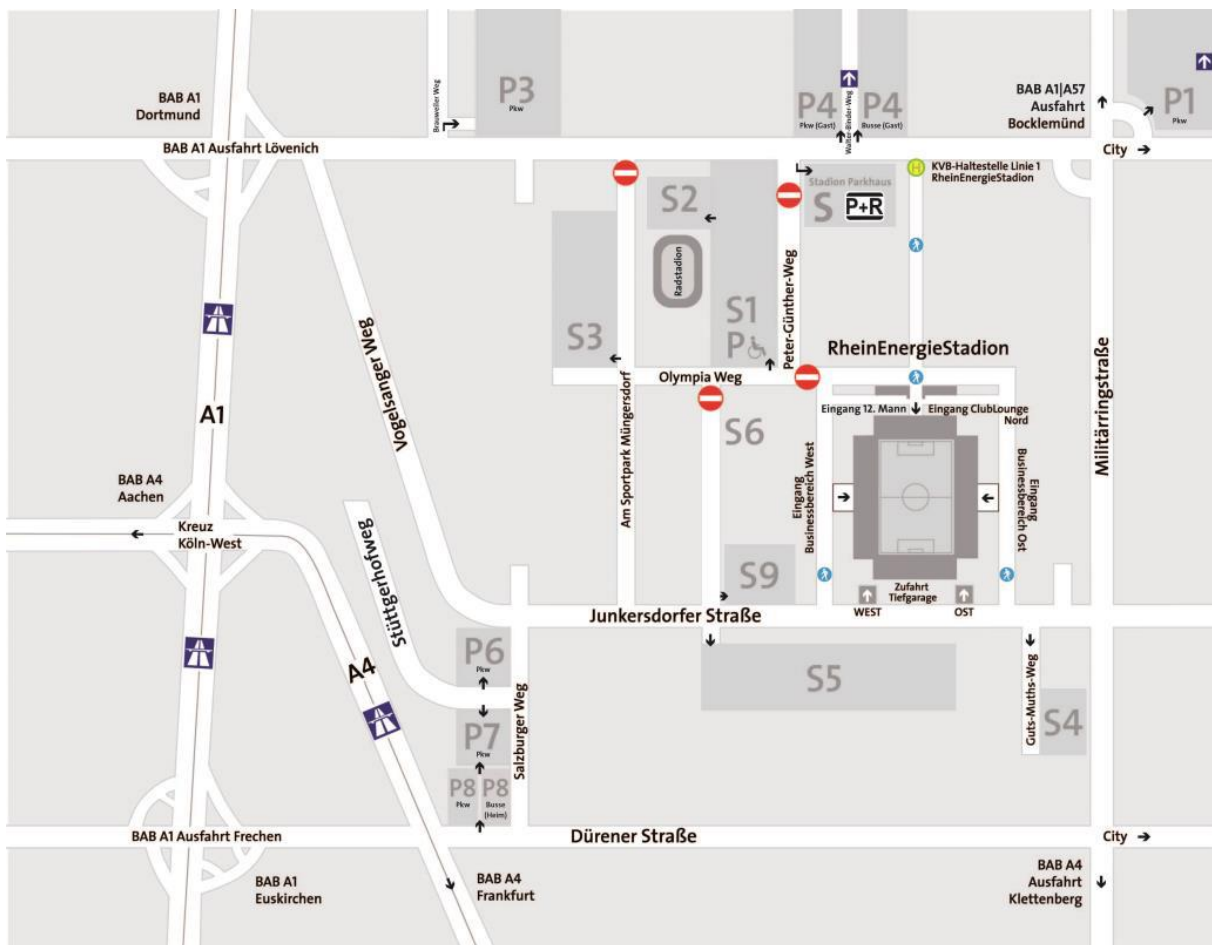 BAB A1
Dortmund
BAB A1 Ausfahrt Lövenich
Brauweiler Weg
P3
Pkw
P4
Pkw (Gast)
Walter-Binder-Weg
P4
Busse (Gast)
BAB A1|A57
Ausfahrt
Bocklemünd
P1
Pkw
City
H
KVB-Haltestelle Linie 1
RheinEnergieStadion
Stadion Parkhaus
S
P+R
S2
Radstadion
S1
P
S3
Peter-Günther-Weg
Olympia Weg
Am Sportpark Müngersdorf
RheinEnergieStadion
Vogelsanger Weg
A1
Militärringstraße
Eingang 12. Mann
Eingang ClubLounge
Nord
S6
Eingang
Businessbereich West
Eingang
Businessbereich Ost
BAB A4
Aachen
Kreuz
Köln-West
Stüttgerhofweg
S9
Zufahrt
Tiefgarage
WEST
OST
Junkersdorfer Straße
A4
P6
Pkw
S5
Guts-Muths-Weg
S4
P7
Pkw
Salzburger Weg
P8
Pkw
P8
Busse
(Heim)
BAB A1 Ausfahrt Frechen
Dürener Straße
City
BAB A1
Euskirchen
BAB A4
Frankfurt
BAB A4
Ausfahrt
Klettenberg